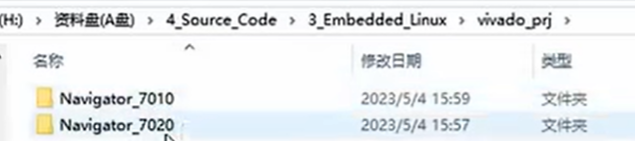 (H:) › 资料盘(A盘) › 4_Source_Code › 3_Embedded_Linux › vivado_prj ›
名称 修改日期 类型
Navigator_7010 2023/5/4 15:59 文件夹
Navigator_7020 2023/5/4 15:57 文件夹